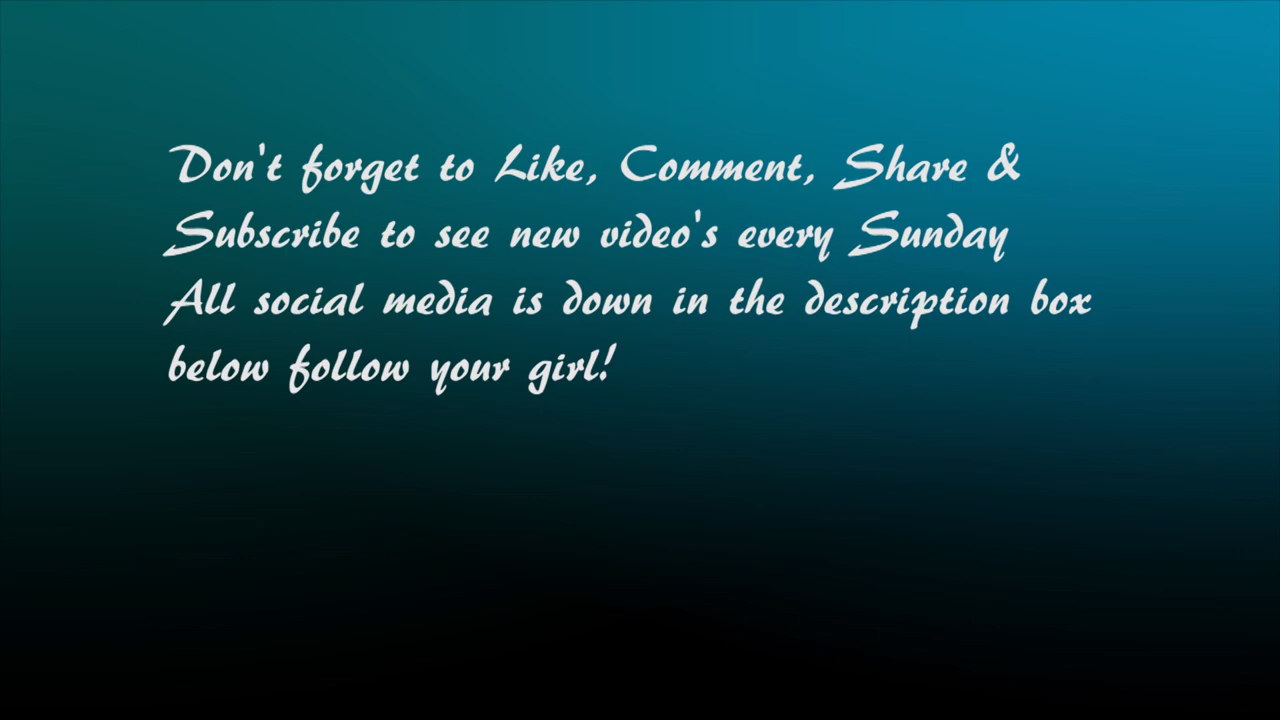 Don't forget to Like, Comment, Share &
Subscribe to see new video's every Sunday
All social media is down in the description box
below follow your girl!